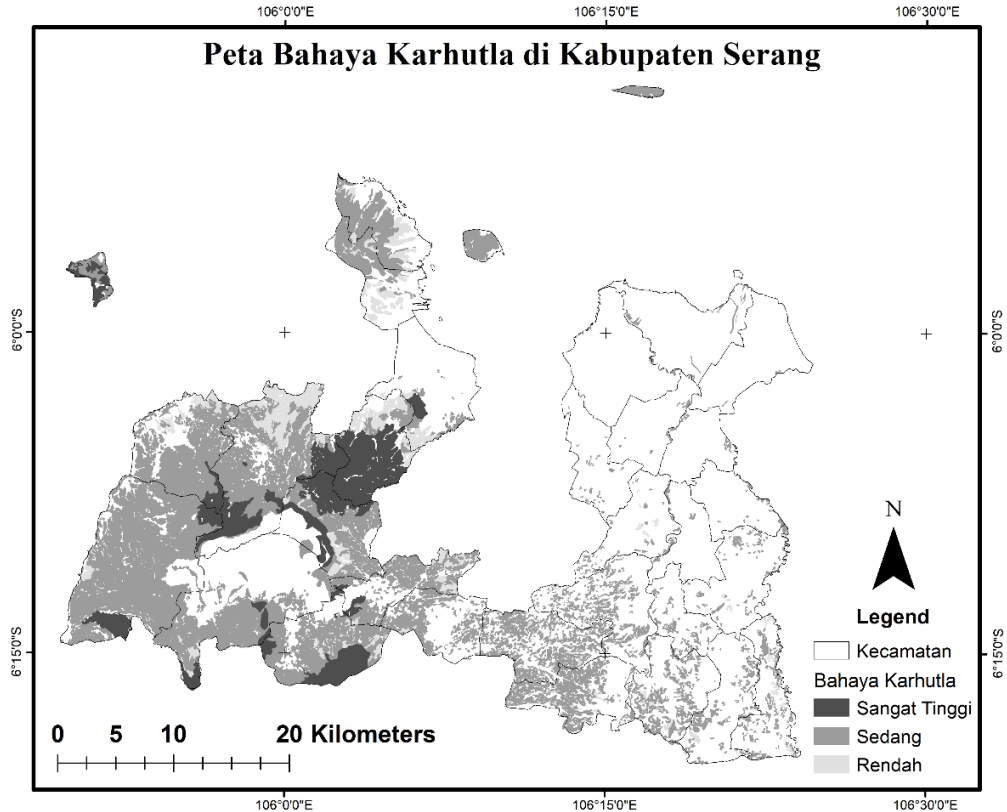 106°0'0"E 106°15'0"E 106°30'0"E
Peta Bahaya Karhutla di Kabupaten Serang
6°0'0"S 6°0'0"S
N
Legend
Kecamatan
Bahaya Karhutla
Sangat Tinggi
Sedang
Rendah
6°15'0"S 6°15'0"S
0 5 10 20 Kilometers
106°0'0"E 106°15'0"E 106°30'0"E